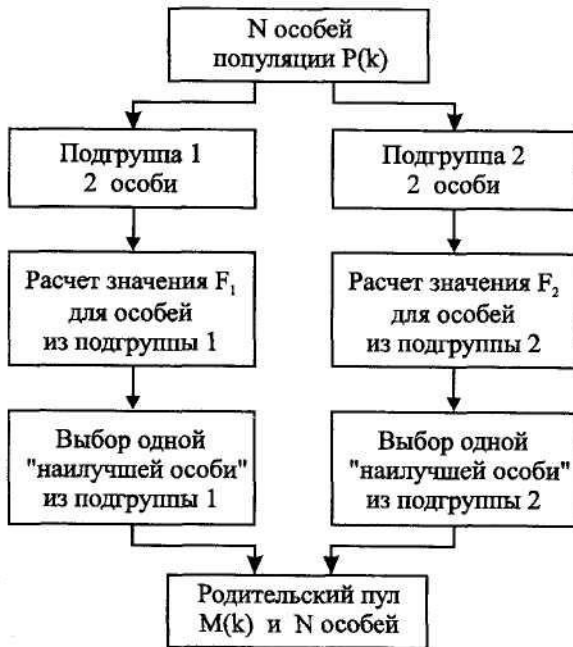 N особей
популяции P(k)
Подгруппа 1
2 особи
Подгруппа 2
2 особи
Расчет значения F₁
для особей
из подгруппы 1
Расчет значения F₂
для особей
из подгруппы 2
Выбор одной
"наилучшей особи"
из подгруппы 1
Выбор одной
"наилучшей особи"
из подгруппы 2
Родительский пул
M(k) и N особей